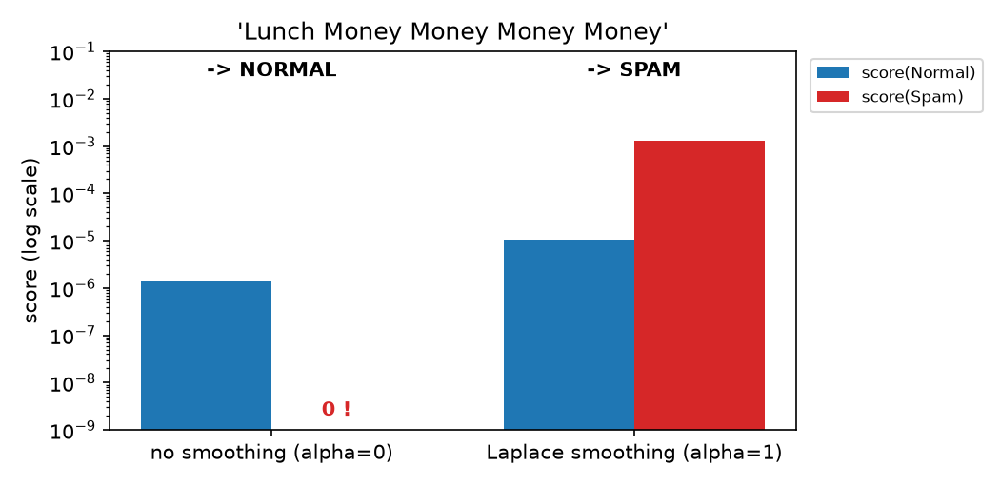 'Lunch Money Money Money Money'
-> NORMAL
-> SPAM
score(Normal)
score(Spam)
score (log scale)
10⁻¹
10⁻²
10⁻³
10⁻⁴
10⁻⁵
10⁻⁶
10⁻⁷
10⁻⁸
10⁻⁹
0 !
no smoothing (alpha=0)
Laplace smoothing (alpha=1)